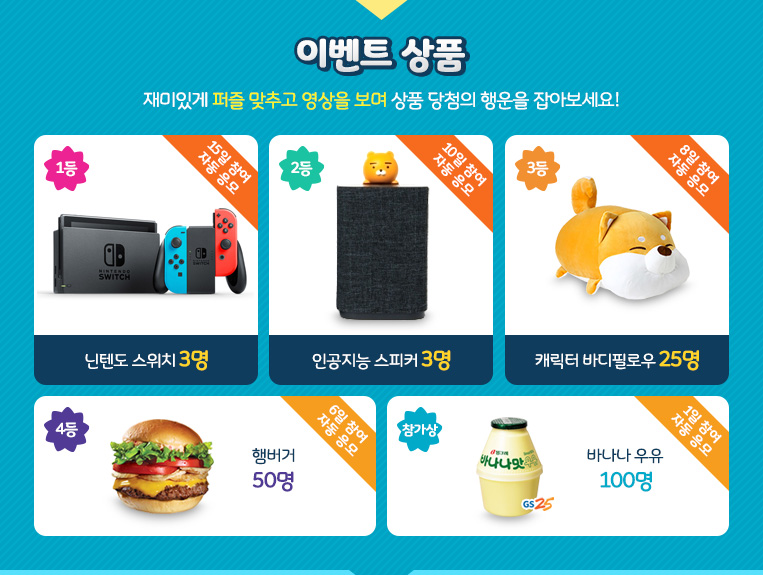 이벤트 상품
재미있게 퍼즐 맞추고 영상을 보며 상품 당첨의 행운을 잡아보세요!
1등
15일 참여
자동 응모
NINTENDO
SWITCH
닌텐도 스위치 3명
2등
10일 참여
자동 응모
인공지능 스피커 3명
3등
8일 참여
자동 응모
캐릭터 바디필로우 25명
4등
6일 참여
자동 응모
햄버거
50명
참가상
1일 참여
자동 응모
빙그레
바나나맛우유
GS25
바나나 우유
100명